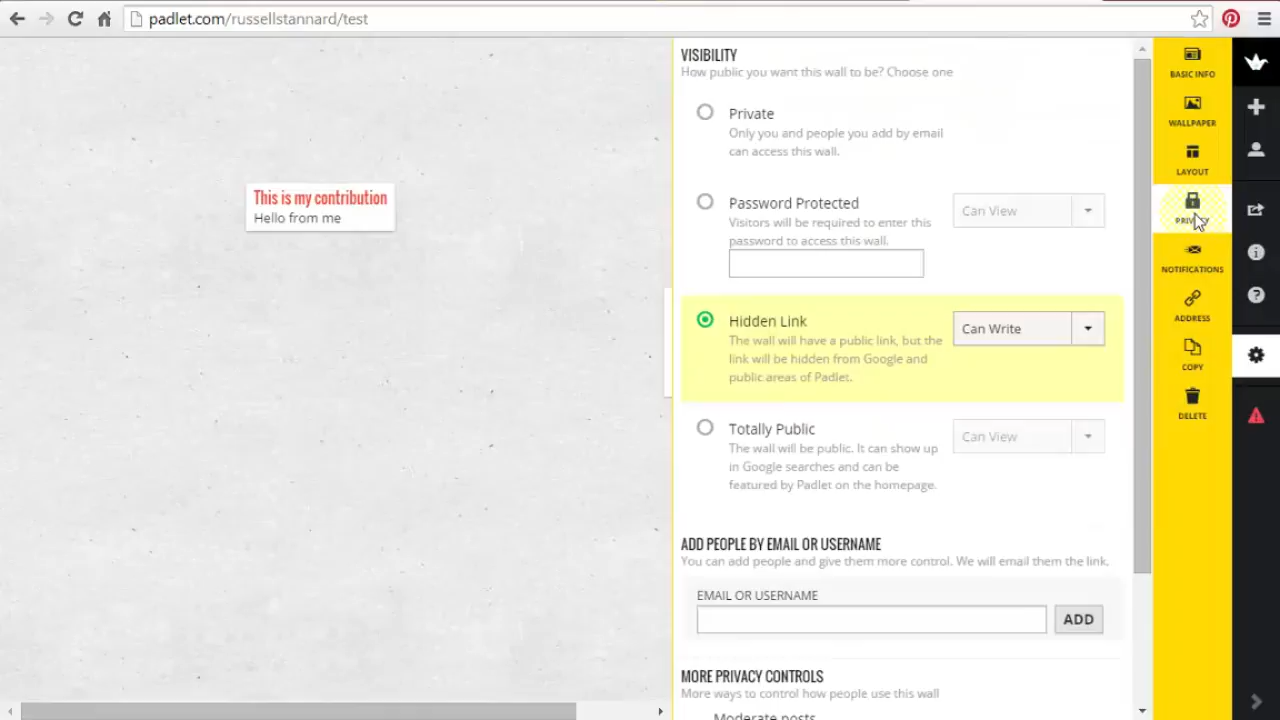 padlet.com/russellstannard/test
This is my contribution
Hello from me
VISIBILITY
How public you want this wall to be? Choose one
Private
Only you and people you add by email
can access this wall.
Password Protected
Can View
Visitors will be required to enter this
password to access this wall.
Hidden Link
Can Write
The wall will have a public link, but the
link will be hidden from Google and
public areas of Padlet.
Totally Public
Can View
The wall will be public. It can show up
in Google searches and can be
featured by Padlet on the homepage.
ADD PEOPLE BY EMAIL OR USERNAME
You can add people and give them more control. We will email them the link.
EMAIL OR USERNAME
ADD
MORE PRIVACY CONTROLS
More ways to control how people use this wall
Moderate posts
BASIC INFO
WALLPAPER
LAYOUT
PRIVACY
NOTIFICATIONS
ADDRESS
COPY
DELETE